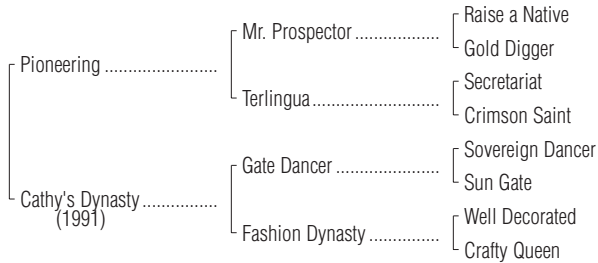 Raise a Native
Mr. Prospector ..................
Gold Digger
Pioneering ........................
Secretariat
Terlingua ...........................
Crimson Saint
Sovereign Dancer
Gate Dancer ......................
Sun Gate
Cathy's Dynasty ................
(1991)
Well Decorated
Fashion Dynasty ...............
Crafty Queen